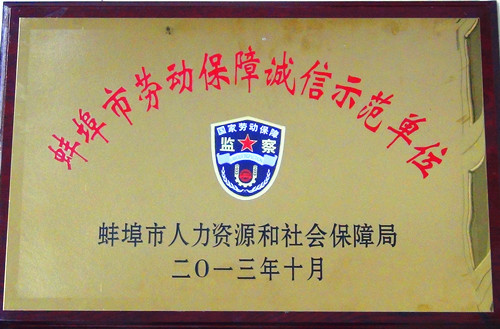 蚌埠市劳动保障诚信示范单位
国家劳动保障
监察
蚌埠市人力资源和社会保障局
二〇一三年十月